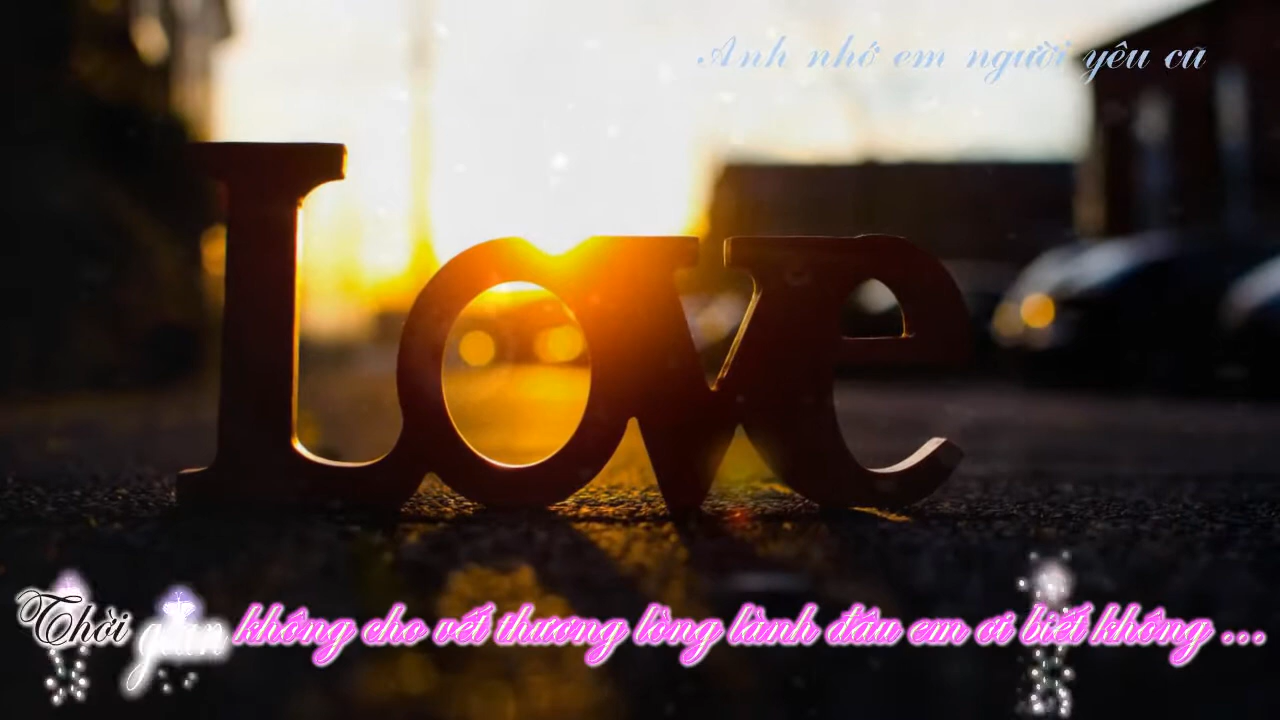 Anh nhớ em người yêu cũ
Love
Thời gian không cho vết thương lòng lành đâu em ơi biết không ...